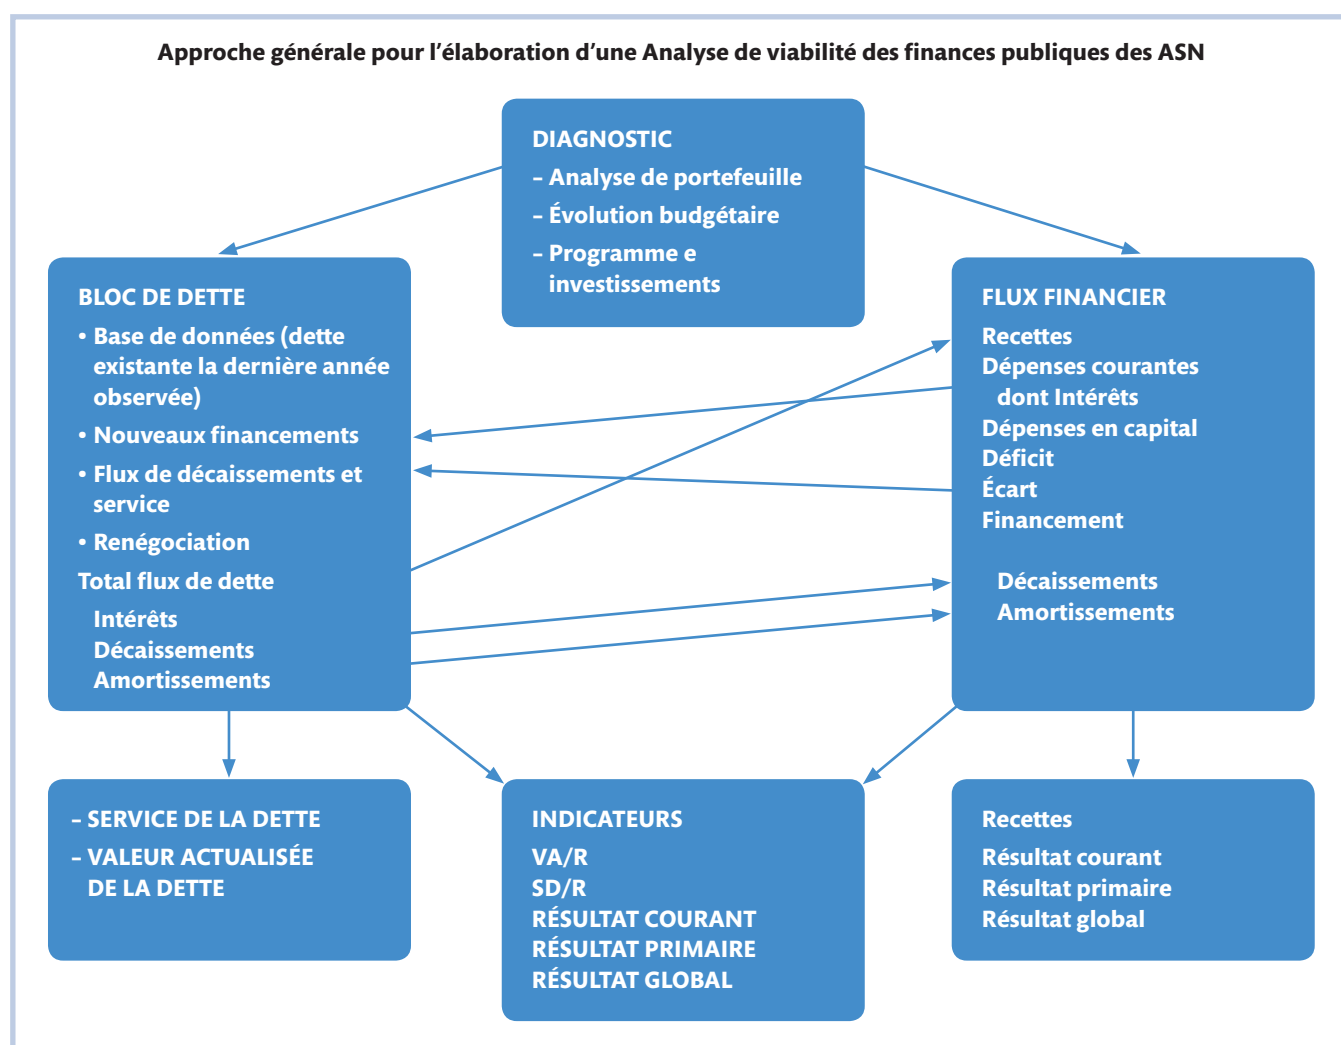 Approche générale pour l’élaboration d’une Analyse de viabilité des finances publiques des ASN
DIAGNOSTIC
– Analyse de portefeuille
– Évolution budgétaire
– Programme e
investissements
BLOC DE DETTE
• Base de données (dette
existante la dernière année
observée)
• Nouveaux financements
• Flux de décaissements et
service
• Renégociation
Total flux de dette
Intérêts
Décaissements
Amortissements
FLUX FINANCIER
Recettes
Dépenses courantes
dont Intérêts
Dépenses en capital
Déficit
Écart
Financement
Décaissements
Amortissements
– SERVICE DE LA DETTE
– VALEUR ACTUALISÉE
DE LA DETTE
INDICATEURS
VA/R
SD/R
RÉSULTAT COURANT
RÉSULTAT PRIMAIRE
RÉSULTAT GLOBAL
Recettes
Résultat courant
Résultat primaire
Résultat global